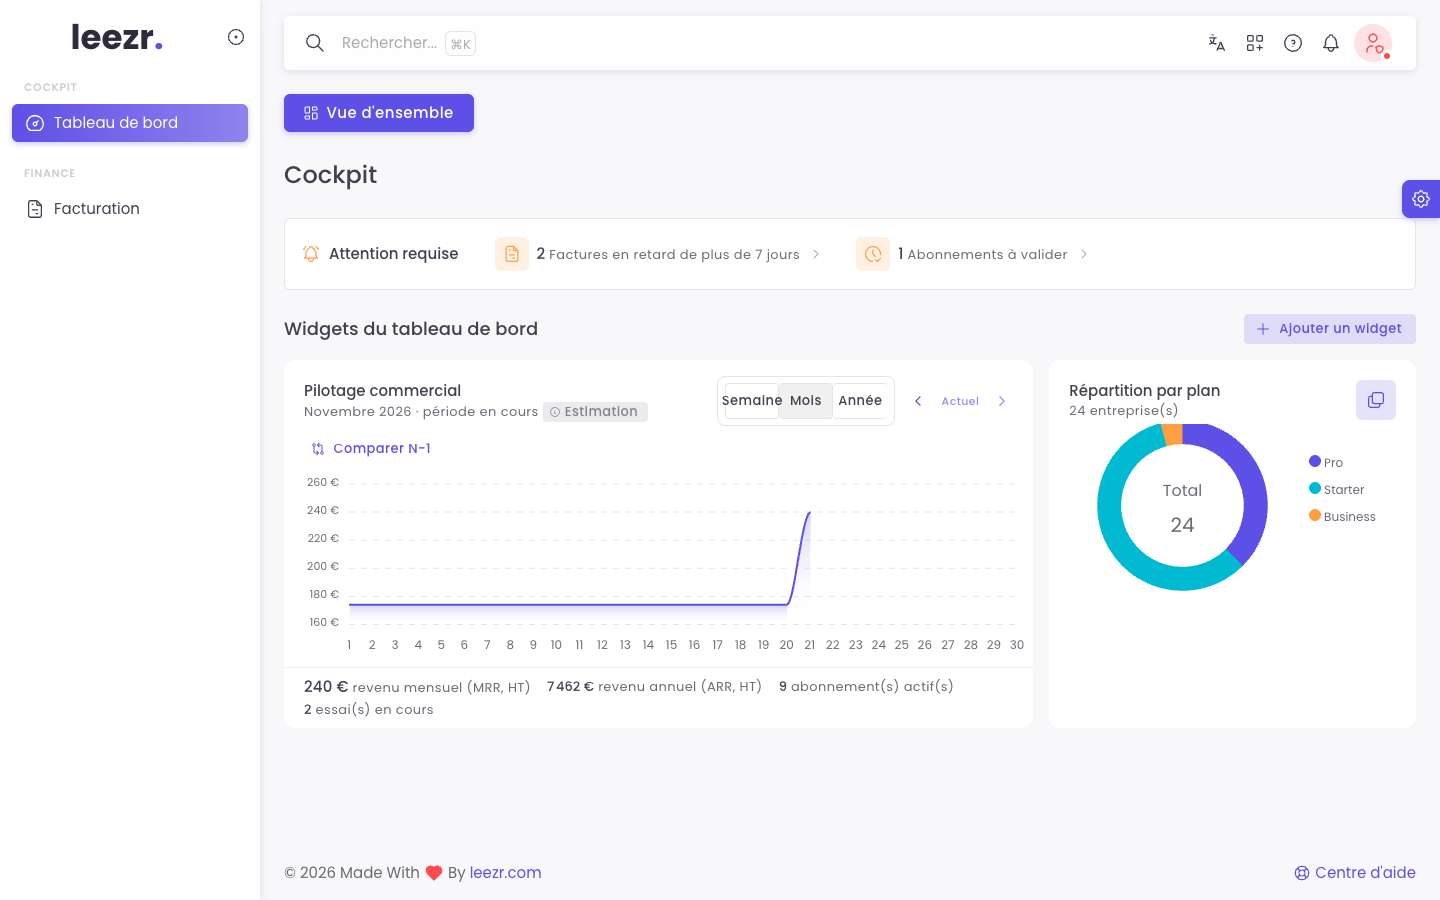 leezr.
Rechercher... ⌘K
COCKPIT
Tableau de bord
FINANCE
Facturation
Vue d'ensemble
Cockpit
Attention requise
2 Factures en retard de plus de 7 jours
1 Abonnements à valider
Widgets du tableau de bord
Ajouter un widget
Pilotage commercial
Novembre 2026 · période en cours Estimation
Semaine Mois Année
Actuel
Comparer N-1
260 €
240 €
220 €
200 €
180 €
160 €
1 2 3 4 5 6 7 8 9 10 11 12 13 14 15 16 17 18 19 20 21 22 23 24 25 26 27 28 29 30
240 € revenu mensuel (MRR, HT) 7 462 € revenu annuel (ARR, HT) 9 abonnement(s) actif(s)
2 essai(s) en cours
Répartition par plan
24 entreprise(s)
Total
24
Pro
Starter
Business
© 2026 Made With By leezr.com
Centre d'aide